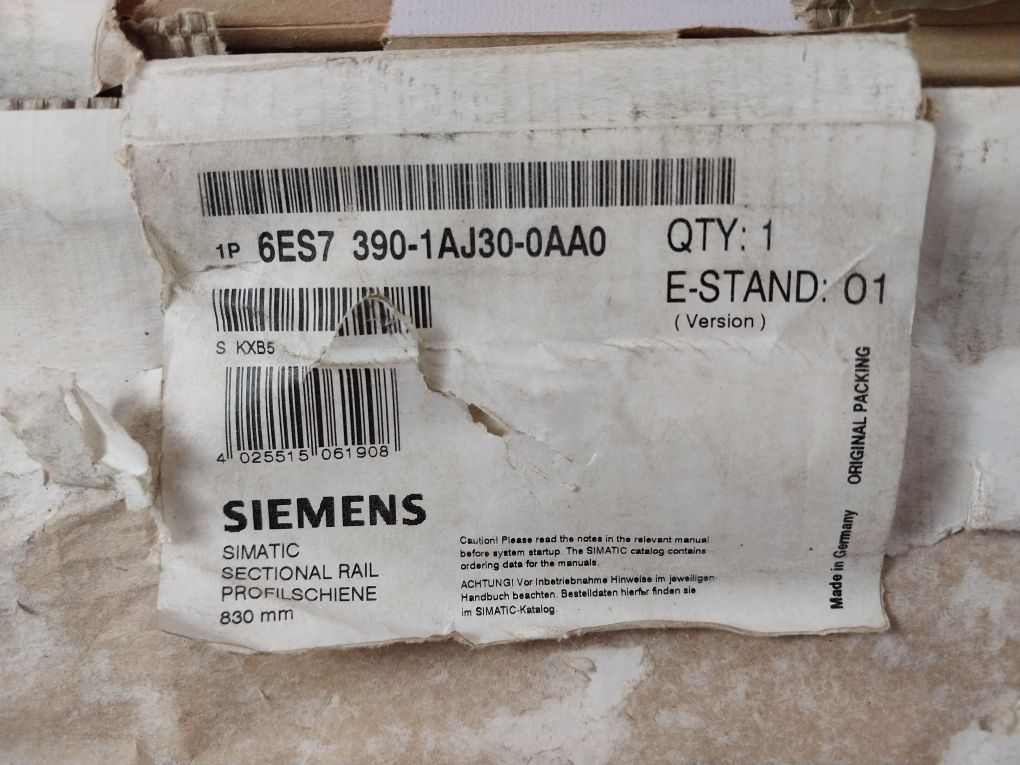 1P 6ES7 390-1AJ30-0AA0
QTY: 1
E-STAND: 01
( Version )
S KXB5
4 025515 061908
SIEMENS
SIMATIC
SECTIONAL RAIL
PROFILSCHIENE
830 mm
Caution! Please read the notes in the relevant manual
before system startup. The SIMATIC catalog contains
ordering data for the manuals.
ACHTUNG! Vor Inbetriebnahme Hinweise im jeweiligen
Handbuch beachten. Bestelldaten hierfür finden sie
im SIMATIC-Katalog.
Made in Germany ORIGINAL PACKING